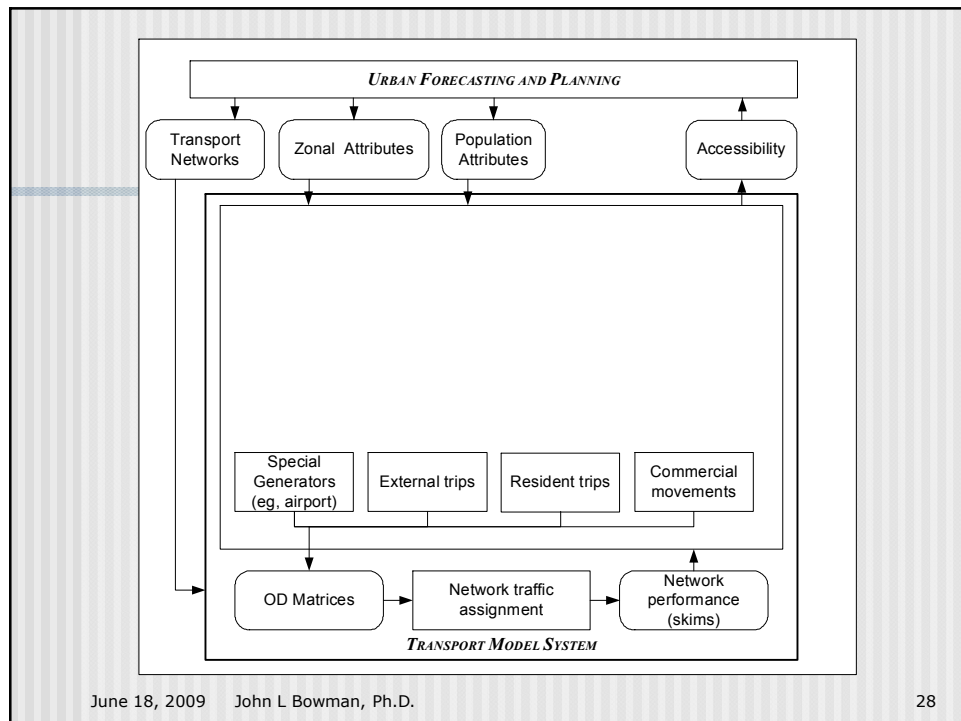 URBAN FORECASTING AND PLANNING
Transport
Networks
Zonal Attributes
Population
Attributes
Accessibility
Special
Generators
(eg, airport)
External trips
Resident trips
Commercial
movements
OD Matrices
Network traffic
assignment
Network
performance
(skims)
TRANSPORT MODEL SYSTEM
June 18, 2009 John L Bowman, Ph.D. 28